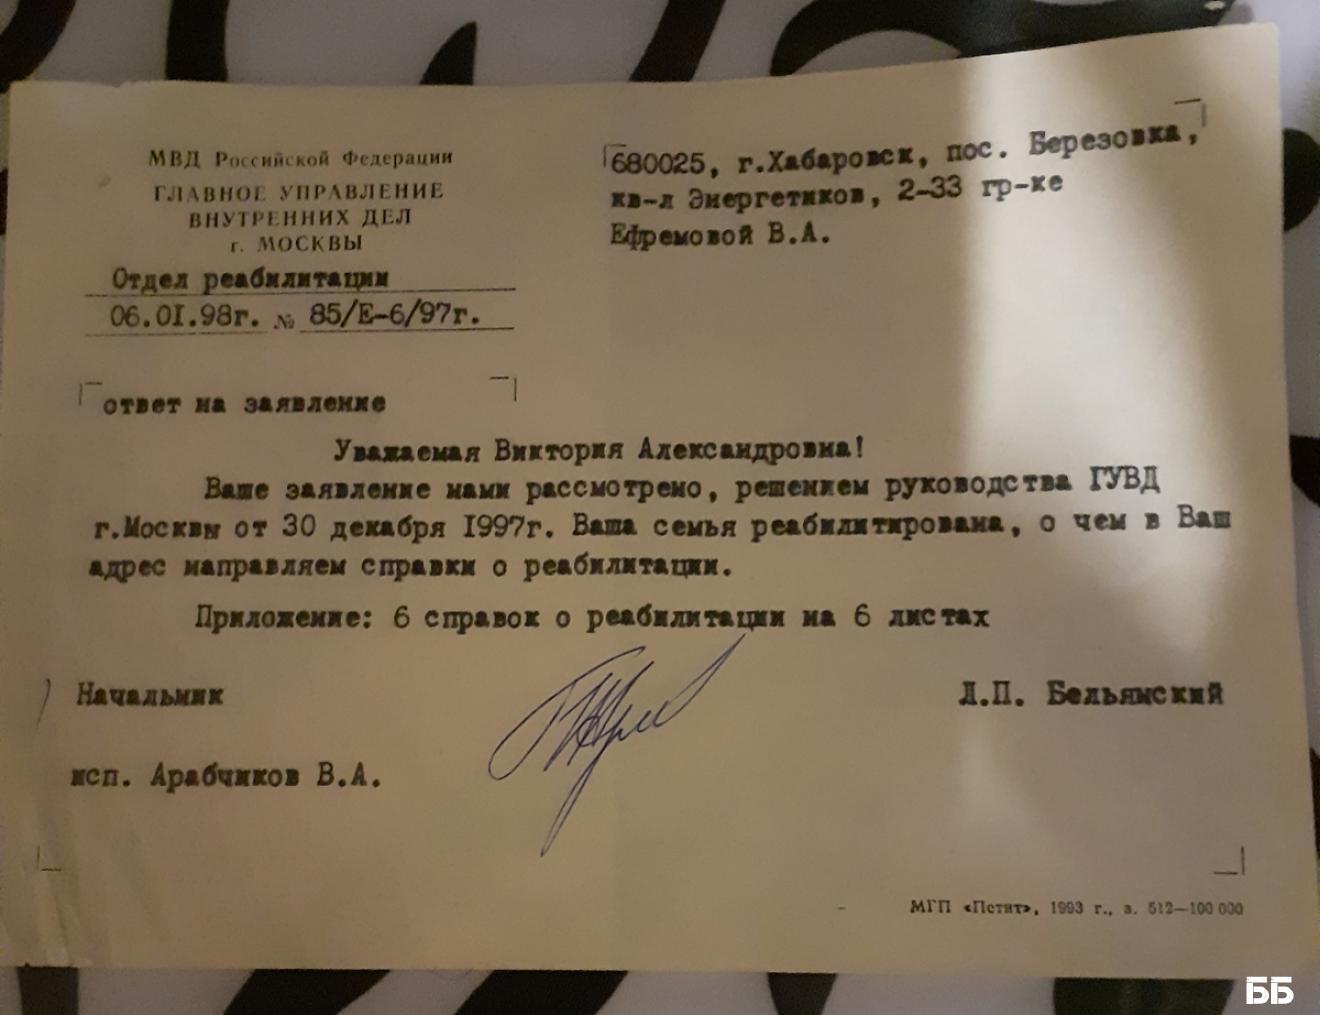 МВД Российской Федерации
ГЛАВНОЕ УПРАВЛЕНИЕ
ВНУТРЕННИХ ДЕЛ
г. МОСКВЫ
Отдел реабилитации
06.0I.98г. № 85/Е-6/97г.
680025, г.Хабаровск, пос. Березовка,
кв-л Энергетиков, 2-33 гр-ке
Ефремовой В.А.
ответ на заявление
Уважаемая Виктория Александровна!
Ваше заявление нами рассмотрено, решением руководства ГУВД
г.Москвы от 30 декабря I997г. Ваша семья реабилитирована, о чем в Ваш
адрес направляем справки о реабилитации.
Приложение: 6 справок о реабилитации на 6 листах
Начальник Л.П. Бельянский
исп. Арабчиков В.А.
МГП «Петит», 1993 г., з. 512—100 000
ББ